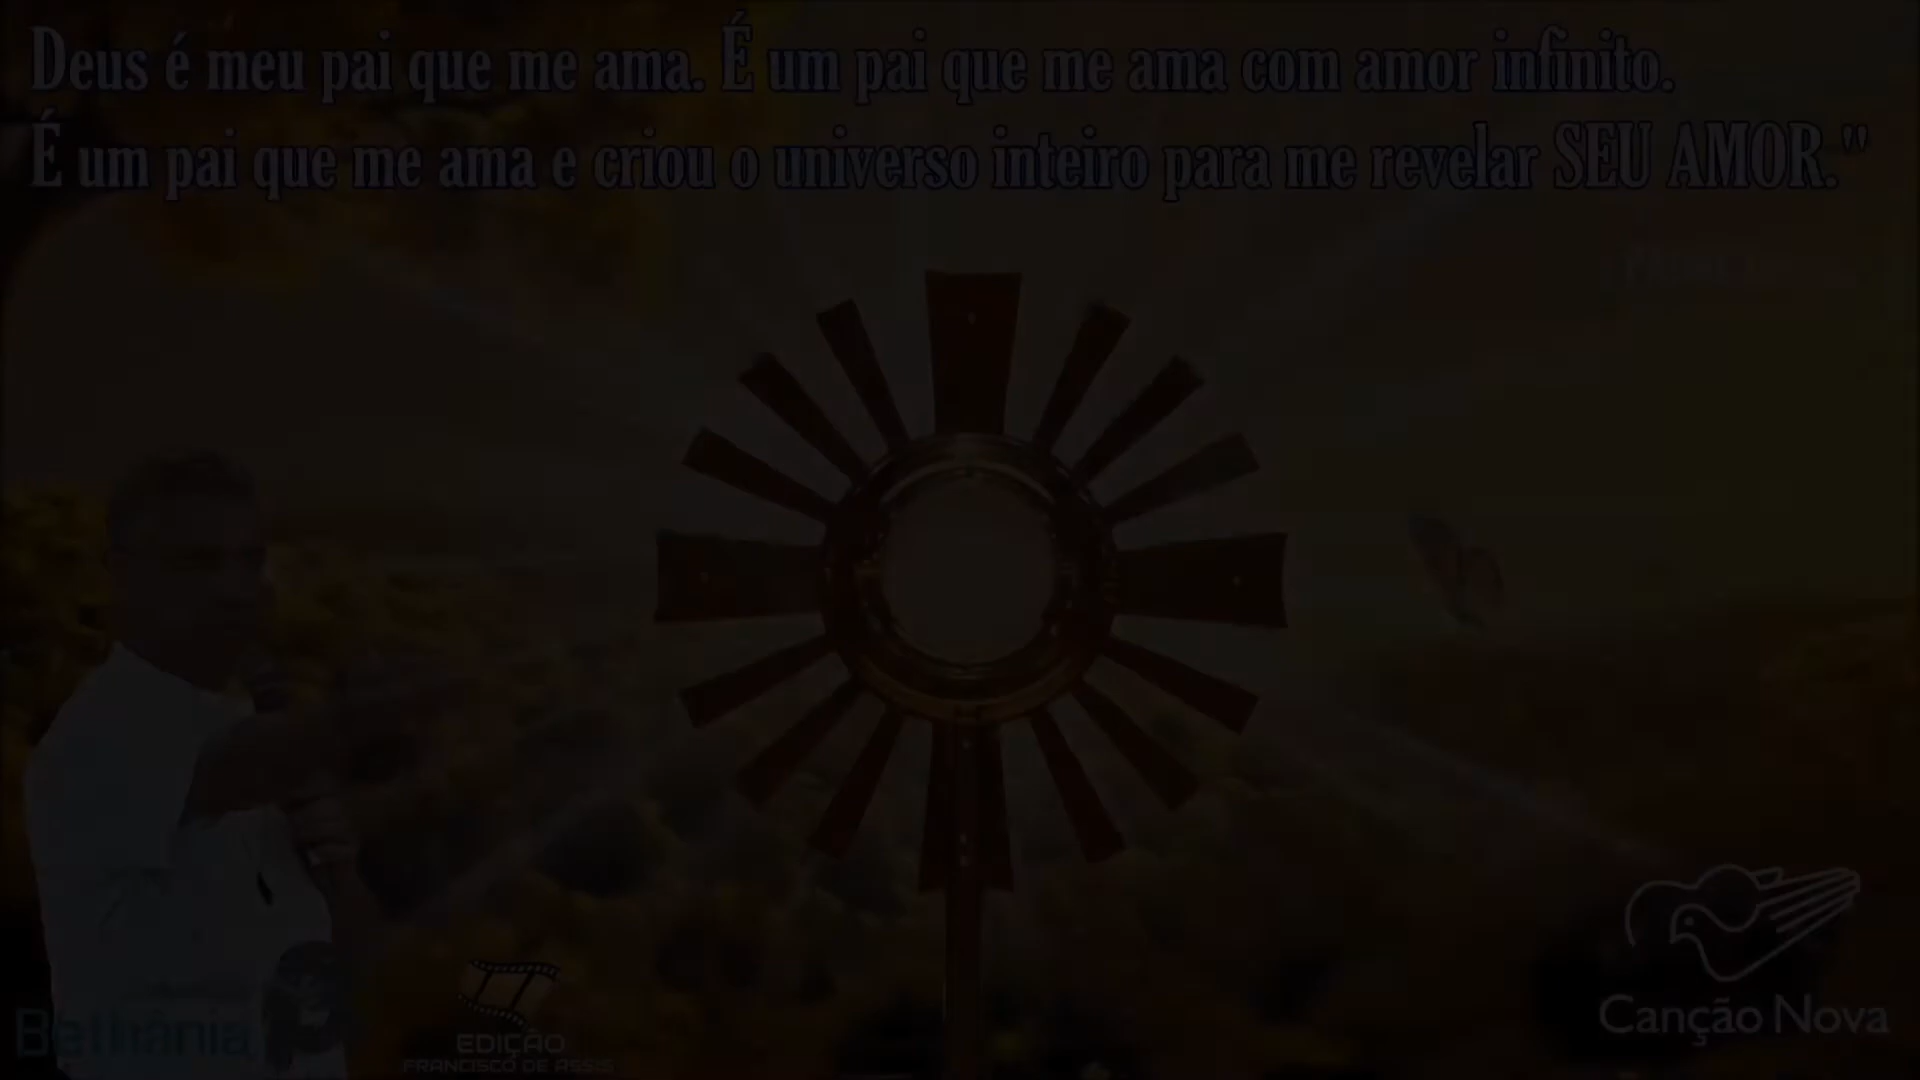 Deus é meu pai que me ama. É um pai que me ama com amor infinito.
É um pai que me ama e criou o universo inteiro para me revelar SEU AMOR."
Bethânia
EDIÇÃO
FRANCISCO DE ASSIS
Canção Nova